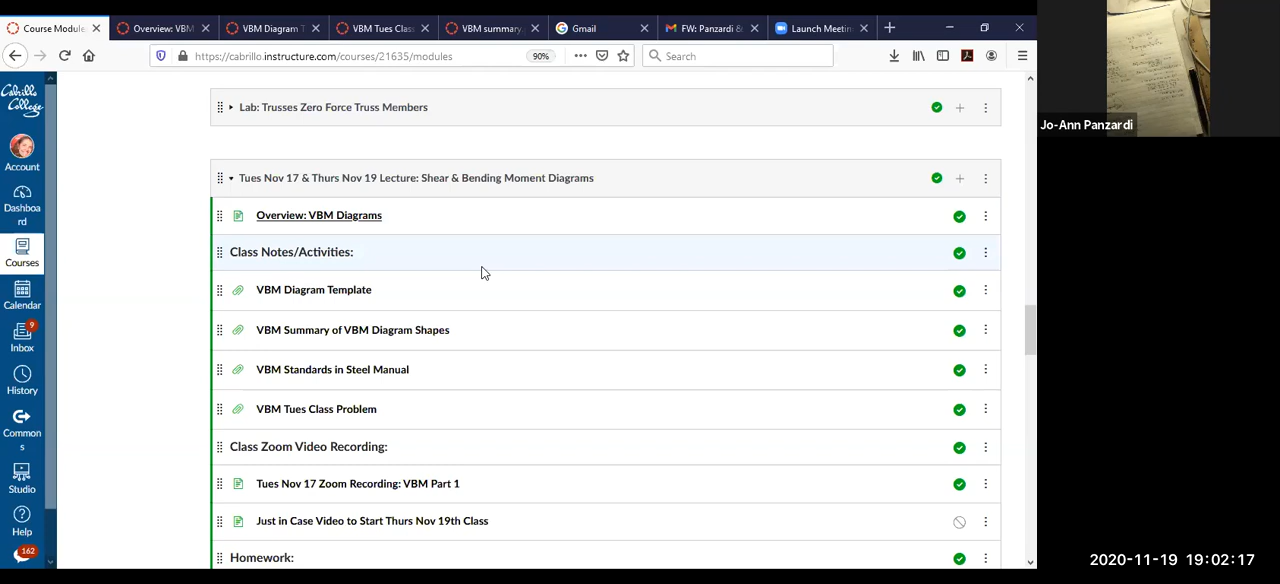 Course Module
Overview: VBM
VBM Diagram T
VBM Tues Class
VBM summary.
Gmail
FW: Panzardi &
Launch Meetin
https://cabrillo.instructure.com/courses/21635/modules
90%
Search
Jo-Ann Panzardi
Cabrillo
College
Account
Dashboa
rd
Courses
Calendar
9
Inbox
History
Common
s
Studio
Help
162
Lab: Trusses Zero Force Truss Members
Tues Nov 17 & Thurs Nov 19 Lecture: Shear & Bending Moment Diagrams
Overview: VBM Diagrams
Class Notes/Activities:
VBM Diagram Template
VBM Summary of VBM Diagram Shapes
VBM Standards in Steel Manual
VBM Tues Class Problem
Class Zoom Video Recording:
Tues Nov 17 Zoom Recording: VBM Part 1
Just in Case Video to Start Thurs Nov 19th Class
Homework:
2020-11-19 19:02:17